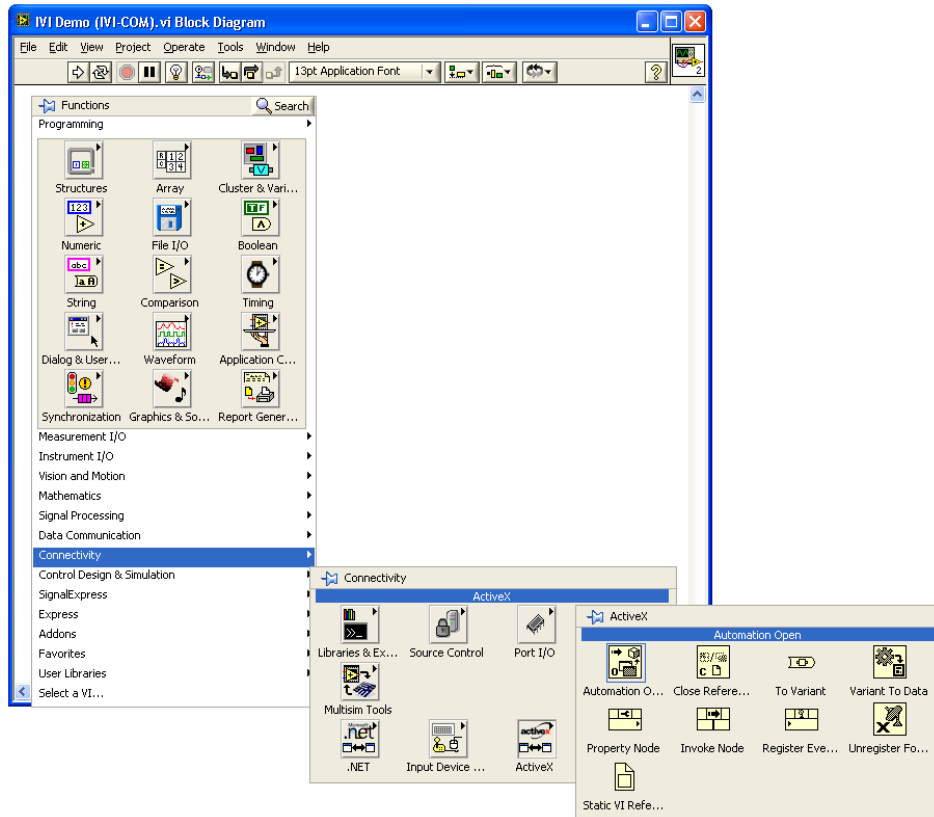 IVI Demo (IVI-COM).vi Block Diagram
File Edit View Project Operate Tools Window Help
13pt Application Font
2
Functions Search
Programming
Structures Array Cluster & Vari...
Numeric File I/O Boolean
String Comparison Timing
Dialog & User... Waveform Application C...
Synchronization Graphics & So... Report Gener...
Measurement I/O
Instrument I/O
Vision and Motion
Mathematics
Signal Processing
Data Communication
Connectivity
Control Design & Simulation
SignalExpress
Express
Addons
Favorites
User Libraries
Select a VI...
Connectivity
ActiveX
Libraries & Ex... Source Control Port I/O
Multisim Tools
.NET Input Device ... ActiveX
ActiveX
Automation Open
Automation O... Close Refere... To Variant Variant To Data
Property Node Invoke Node Register Eve... Unregister Fo...
Static VI Refe...